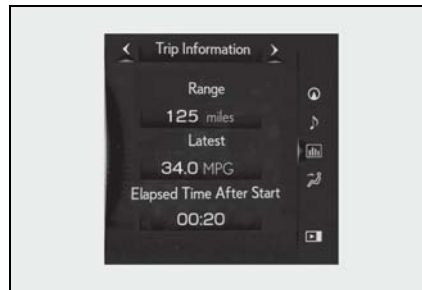 Trip Information
Range
125 miles
Latest
34.0 MPG
Elapsed Time After Start
00:20